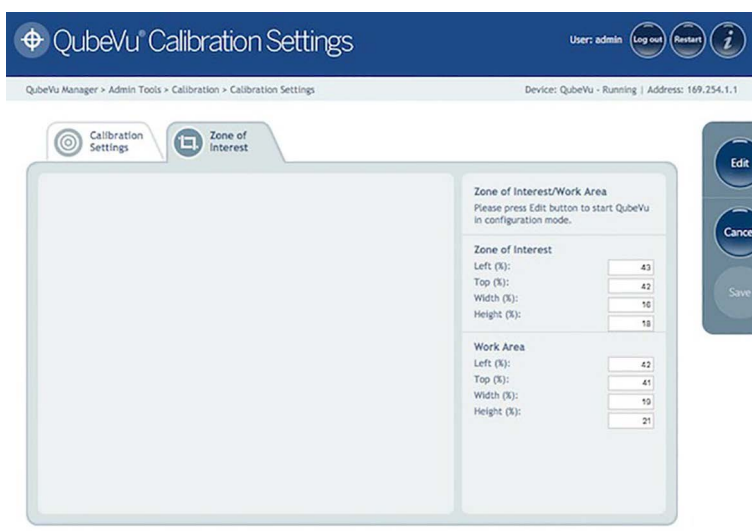 QubeVu® Calibration Settings
User: admin
Log out
Restart
i
QubeVu Manager > Admin Tools > Calibration > Calibration Settings
Device: QubeVu - Running | Address: 169.254.1.1
Calibration
Settings
Zone of
Interest
Zone of Interest/Work Area
Please press Edit button to start QubeVu
in configuration mode.
Zone of Interest
Left (%): 43
Top (%): 42
Width (%): 16
Height (%): 18
Work Area
Left (%): 42
Top (%): 41
Width (%): 19
Height (%): 21
Edit
Cance
Save